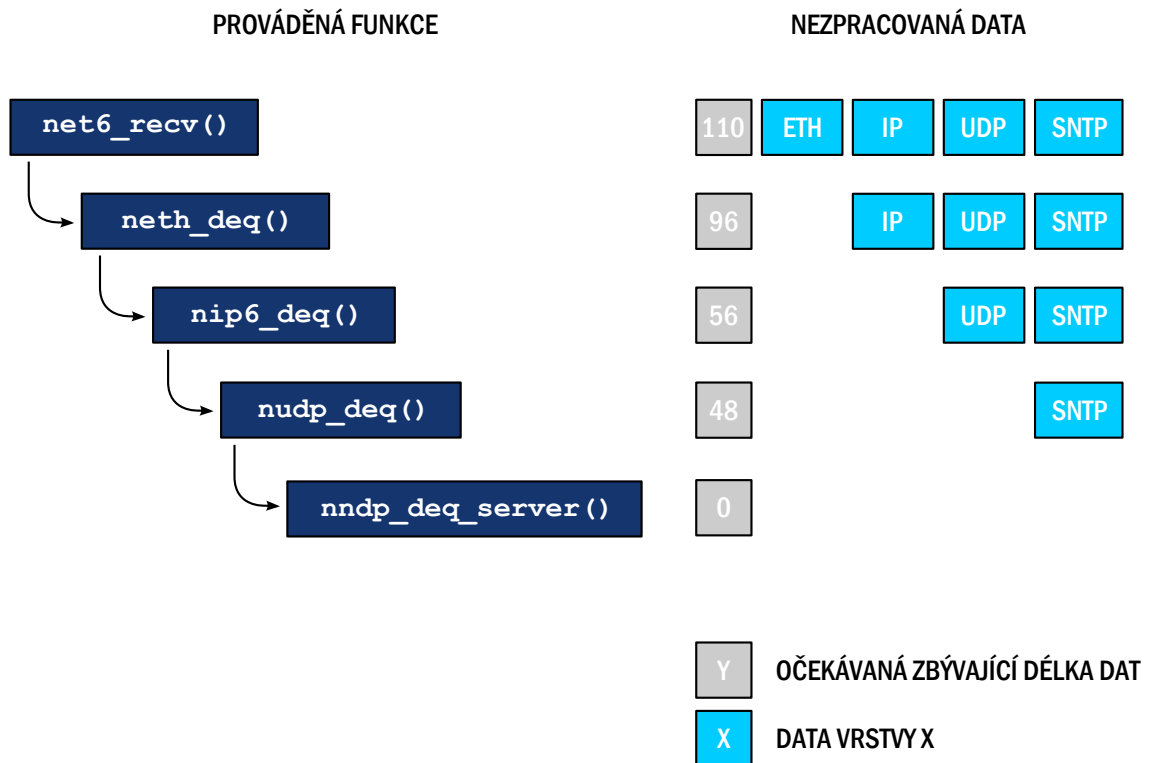 PROVÁDĚNÁ FUNKCE NEZPRACOVANÁ DATA
net6_recv() 110 ETH IP UDP SNTP
neth_deq() 96 IP UDP SNTP
nip6_deq() 56 UDP SNTP
nudp_deq() 48 SNTP
nndp_deq_server() 0
Y OČEKÁVANÁ ZBÝVAJÍCÍ DÉLKA DAT
X DATA VRSTVY X